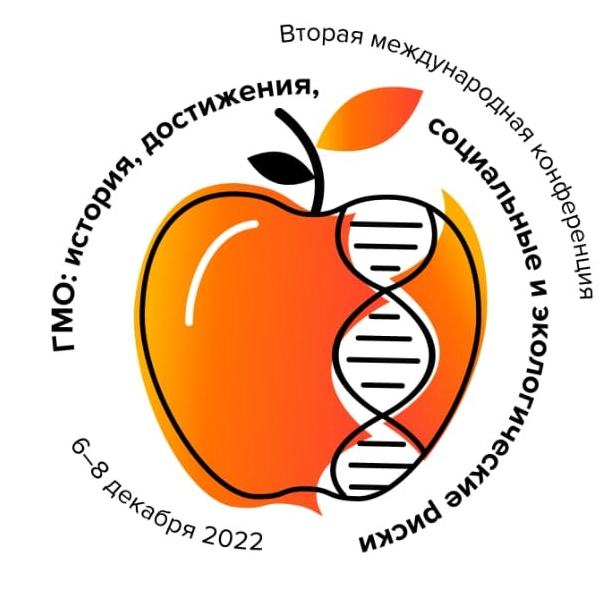 Вторая международная конференция
ГМО: история, достижения,
социальные и экологические риски
6–8 декабря 2022